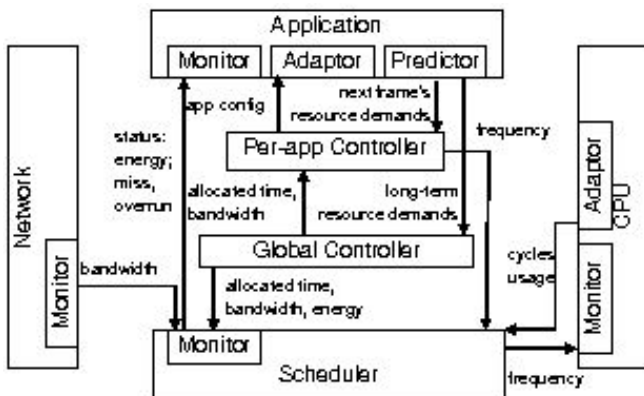 Application
Monitor
Adaptor
Predictor
app config
next frame's
resource demands
frequency
status:
energy;
miss,
overrun
Per-app Controller
allocated time,
bandwidth
long-term
resource demands
Global Controller
Network
Monitor
bandwidth
allocated time,
bandwidth, energy
Adaptor
CPU
Monitor
cycles
usage
Monitor
Scheduler
frequency